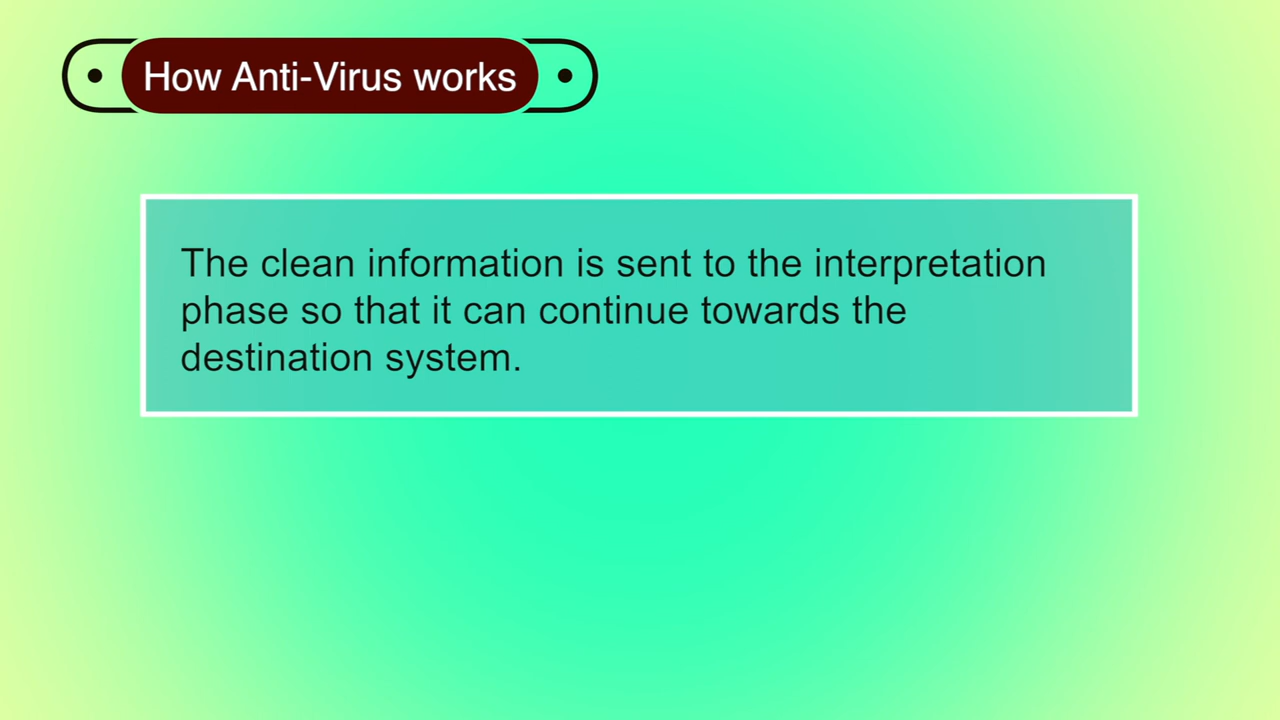 How Anti-Virus works
The clean information is sent to the interpretation
phase so that it can continue towards the
destination system.